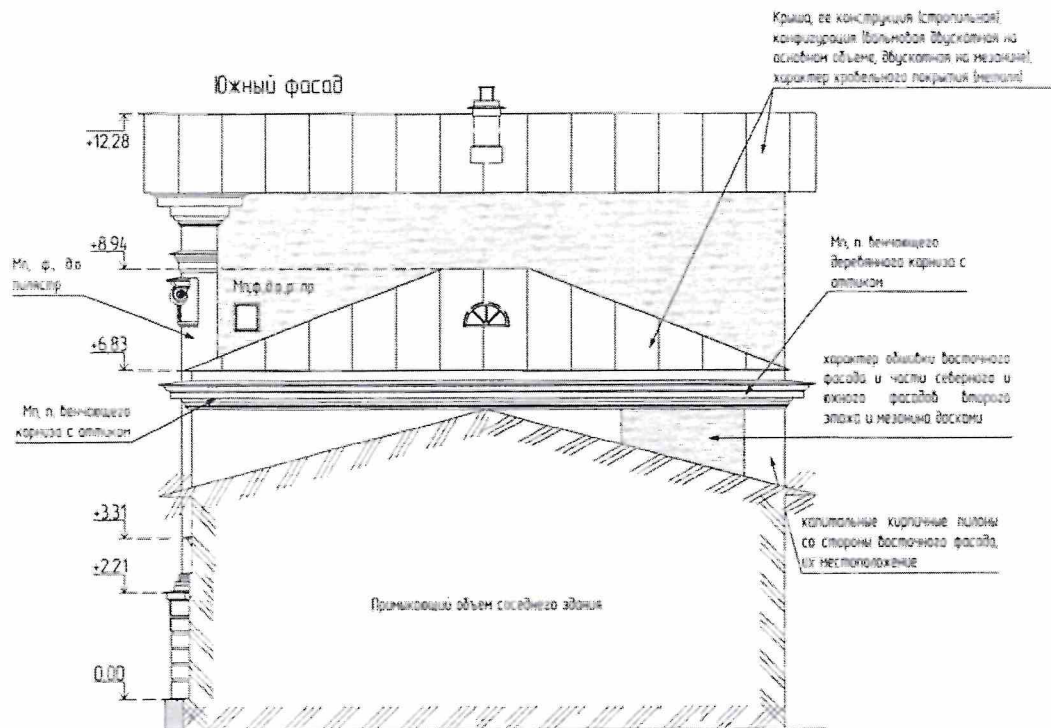 Крыша, ее конструкция (стропильная),
конфигурация (вальмовая двускатная на
основном объеме, двускатная на мезанине),
характер кровельного покрытия (металл)
Южный фасад
+12.28
+8.94
Мп, ф., д.о
пилястр
Мп,ф,д.о,р. пр.
Мп, п. венчающего
деревянного карниза с
аттиком
+6.83
характер обшивки восточного
фасада и части северного и
южного фасадов второго
этажа и мезонина досками
Мп, п. венчающего
карниза с аттиком
+3.31
капитальные кирпичные пилоны
со стороны восточного фасада,
их местоположение
+2.21
Примыкающий объем соседнего здания
0.00